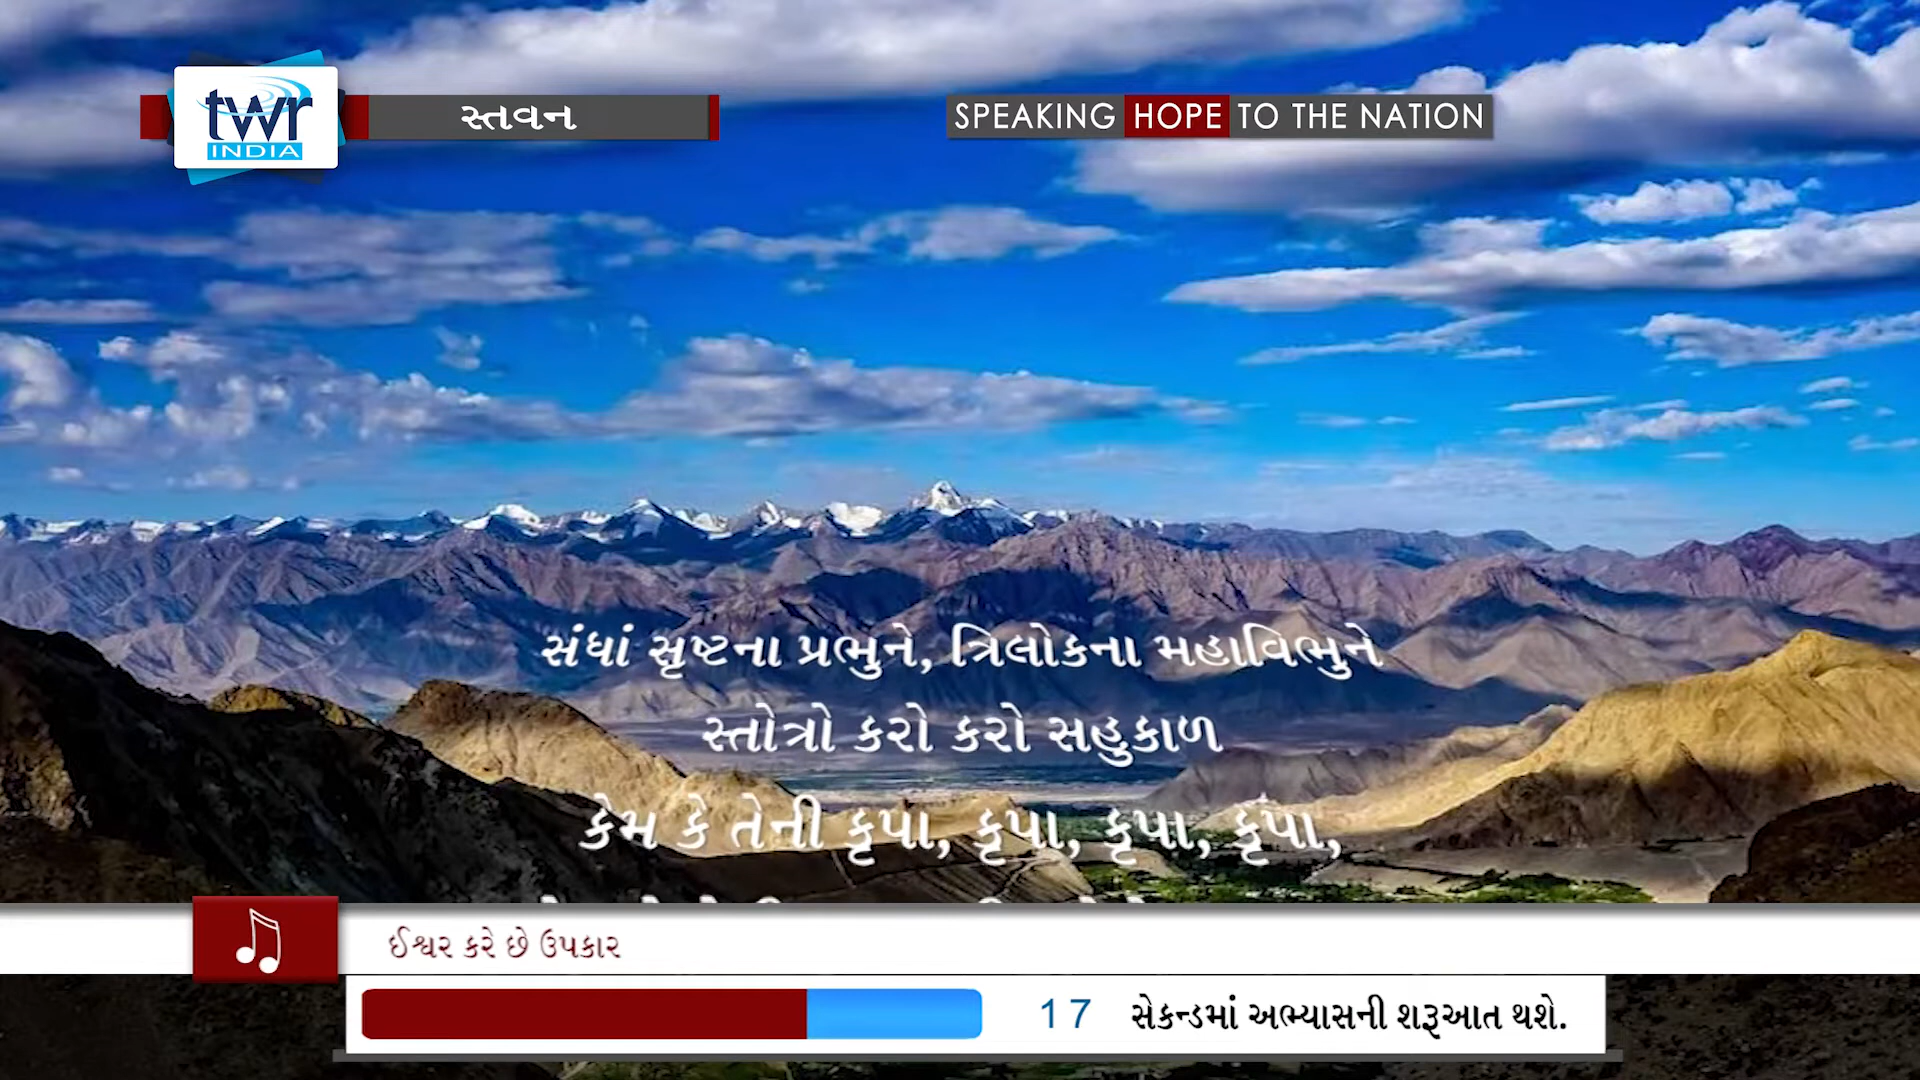 twr
INDIA
સ્તવન
SPEAKING HOPE TO THE NATION
સંધાં સૃષ્ટના પ્રભુને, ત્રિલોકના મહાવિભુને
સ્તોત્રો કરો કરો સહુકાળ
કેમ કે તેની કૃપા, કૃપા, કૃપા, કૃપા,
ઈશ્વર કરે છે ઉપકાર
17 સેકન્ડમાં અભ્યાસની શરૂઆત થશે.